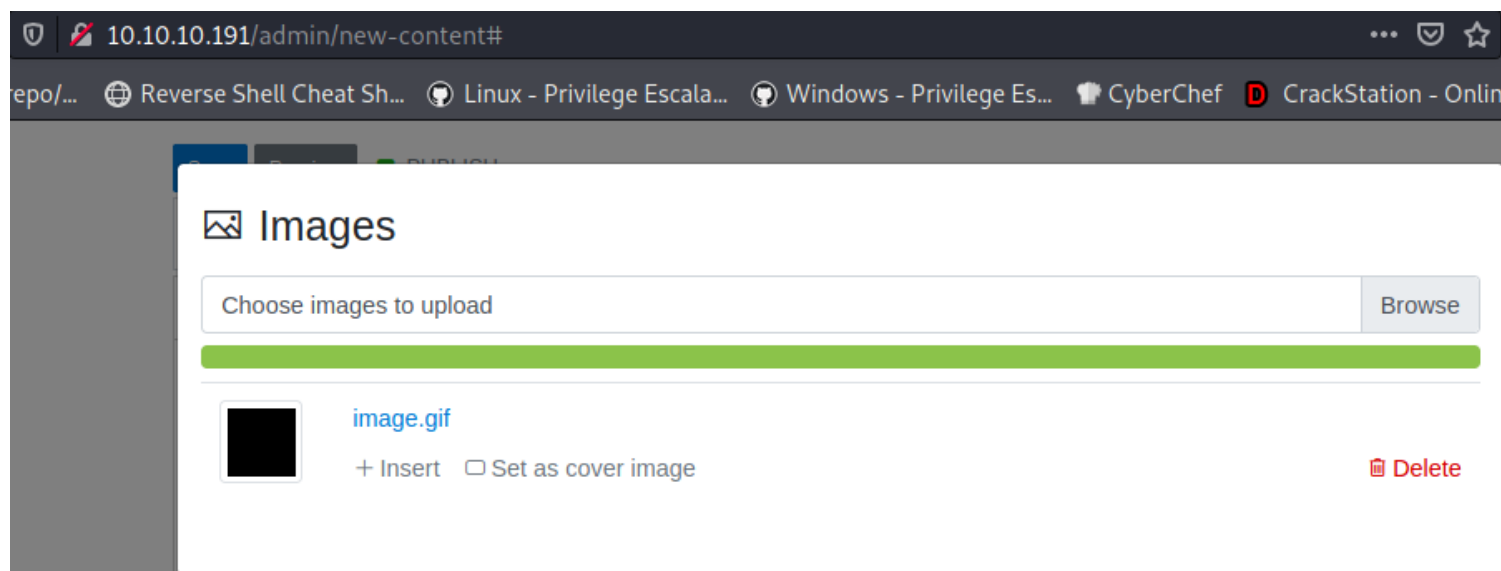 10.10.10.191/admin/new-content#
repo/... Reverse Shell Cheat Sh... Linux - Privilege Escala... Windows - Privilege Es... CyberChef CrackStation - Onlin
Images
Choose images to upload Browse
image.gif
+ Insert Set as cover image Delete